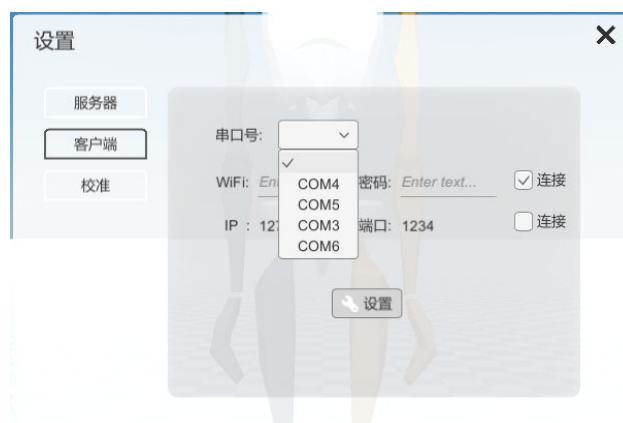 设置
服务器
客户端
校准
串口号:
COM4
COM5
COM3
COM6
WiFi: 密码: Enter text... 连接
IP : 端口: 1234 连接
设置